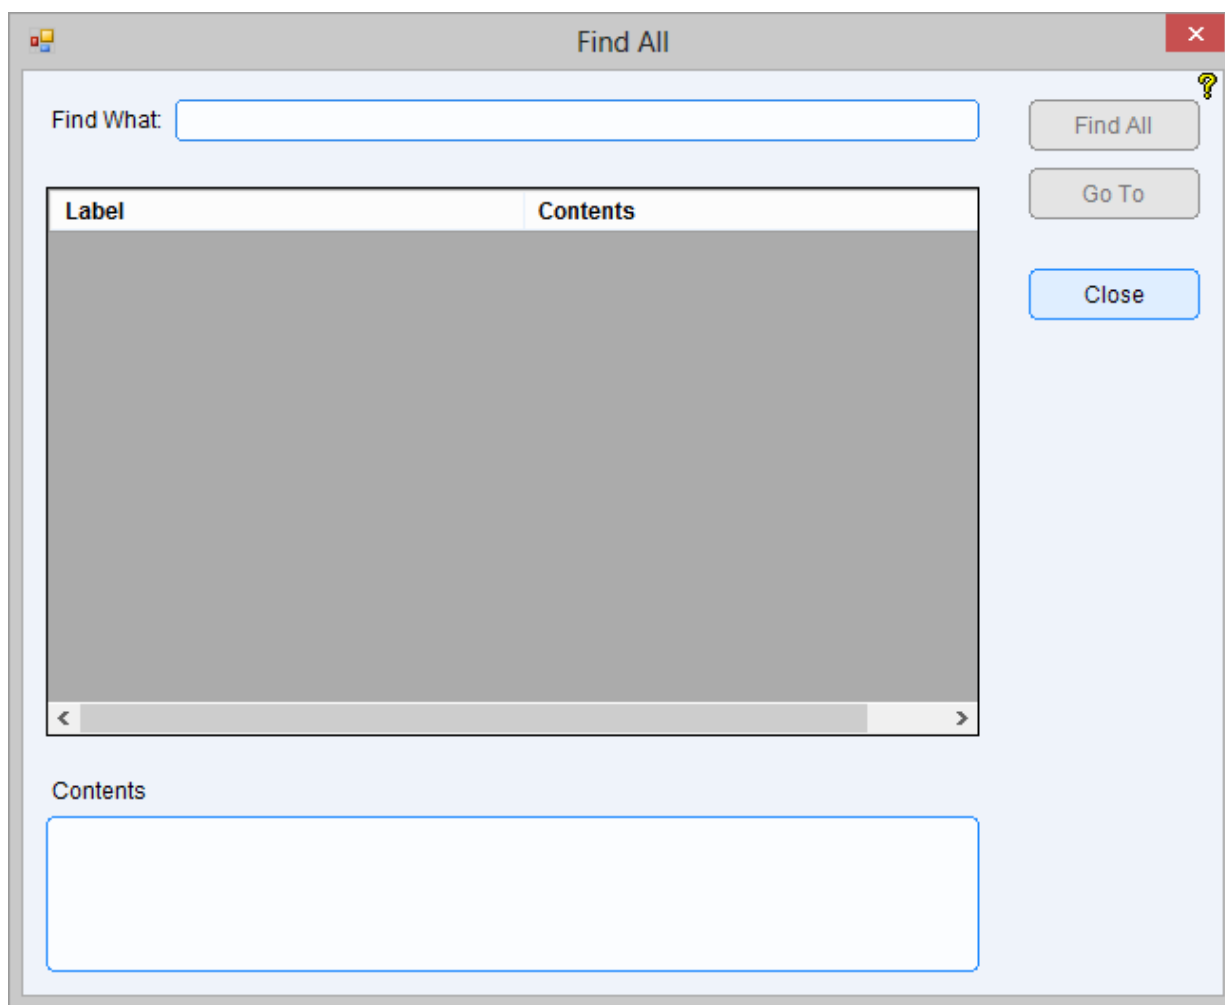 Find All
Find What:
Find All
Go To
Close
Label Contents
Contents